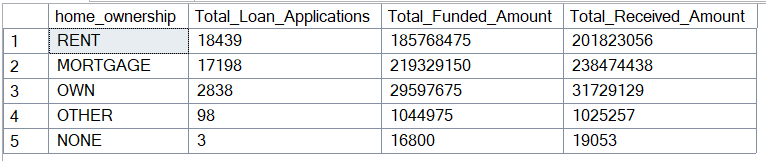 home_ownership Total_Loan_Applications Total_Funded_Amount Total_Received_Amount
1 RENT 18439 185768475 201823056
2 MORTGAGE 17198 219329150 238474438
3 OWN 2838 29597675 31729129
4 OTHER 98 1044975 1025257
5 NONE 3 16800 19053